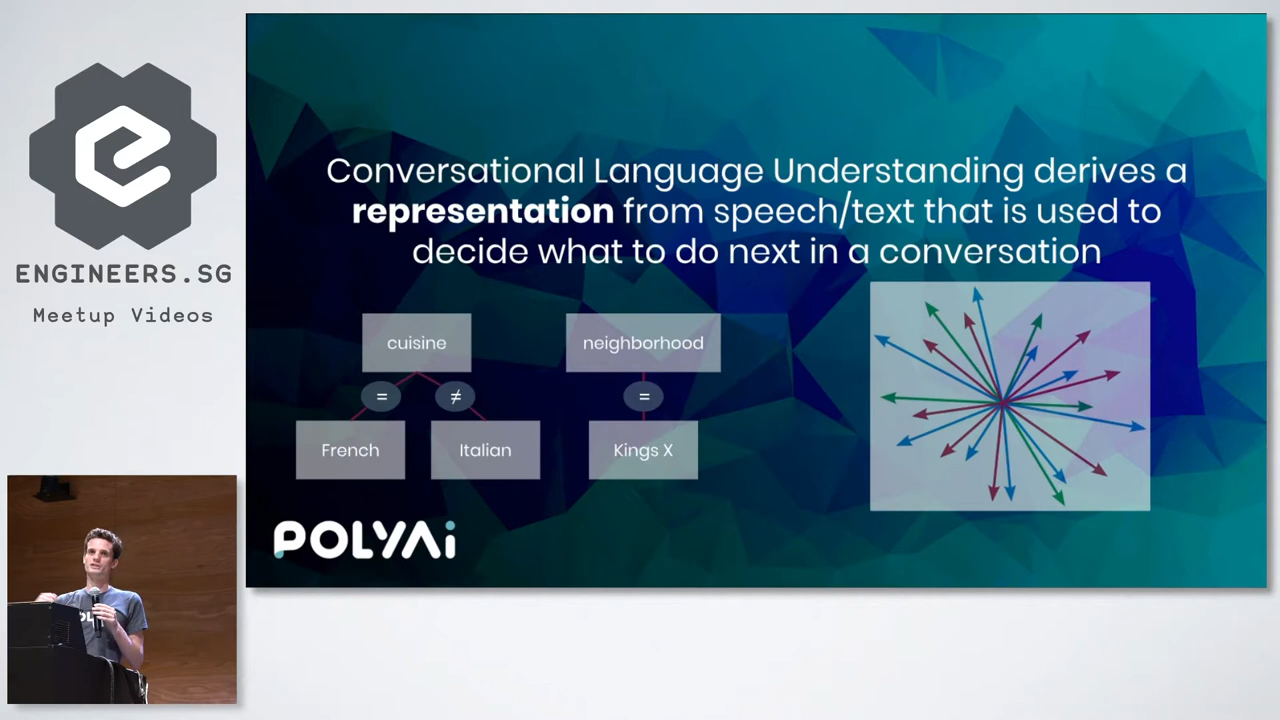 ENGINEERS.SG
Meetup Videos
Conversational Language Understanding derives a
representation from speech/text that is used to
decide what to do next in a conversation
cuisine
neighborhood
=
≠
=
French
Italian
Kings X
POLYAi